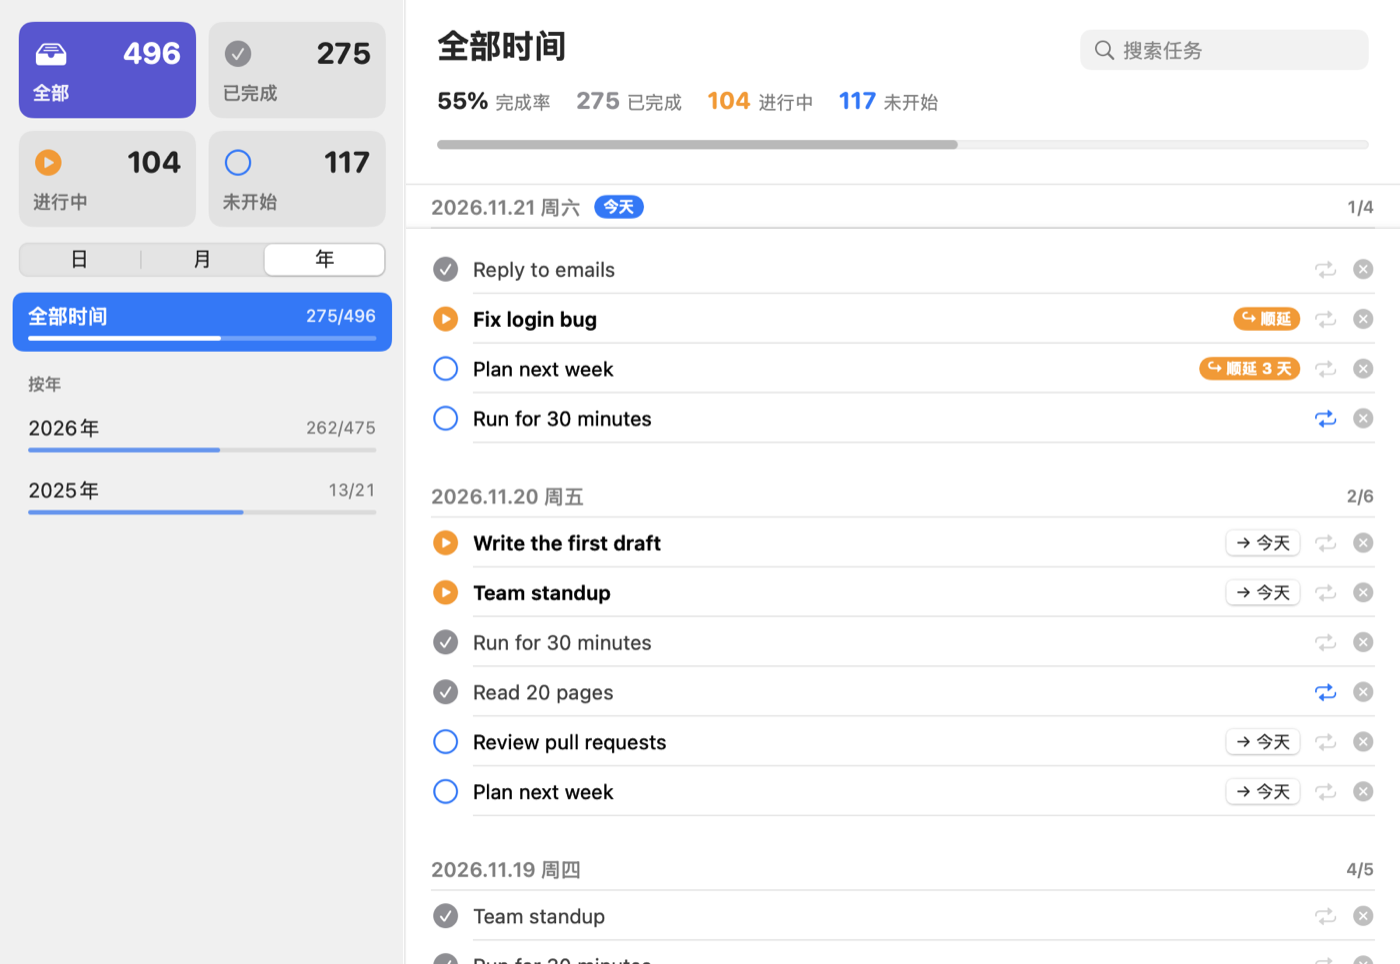 496
全部
275
已完成
104
进行中
117
未开始
日 月 年
全部时间 275/496
按年
2026年 262/475
2025年 13/21
全部时间
搜索任务
55% 完成率 275 已完成 104 进行中 117 未开始
2026.11.21 周六 今天 1/4
Reply to emails
Fix login bug 顺延
Plan next week 顺延 3 天
Run for 30 minutes
2026.11.20 周五 2/6
Write the first draft → 今天
Team standup → 今天
Run for 30 minutes
Read 20 pages
Review pull requests → 今天
Plan next week → 今天
2026.11.19 周四 4/5
Team standup
Run for 30 minutes